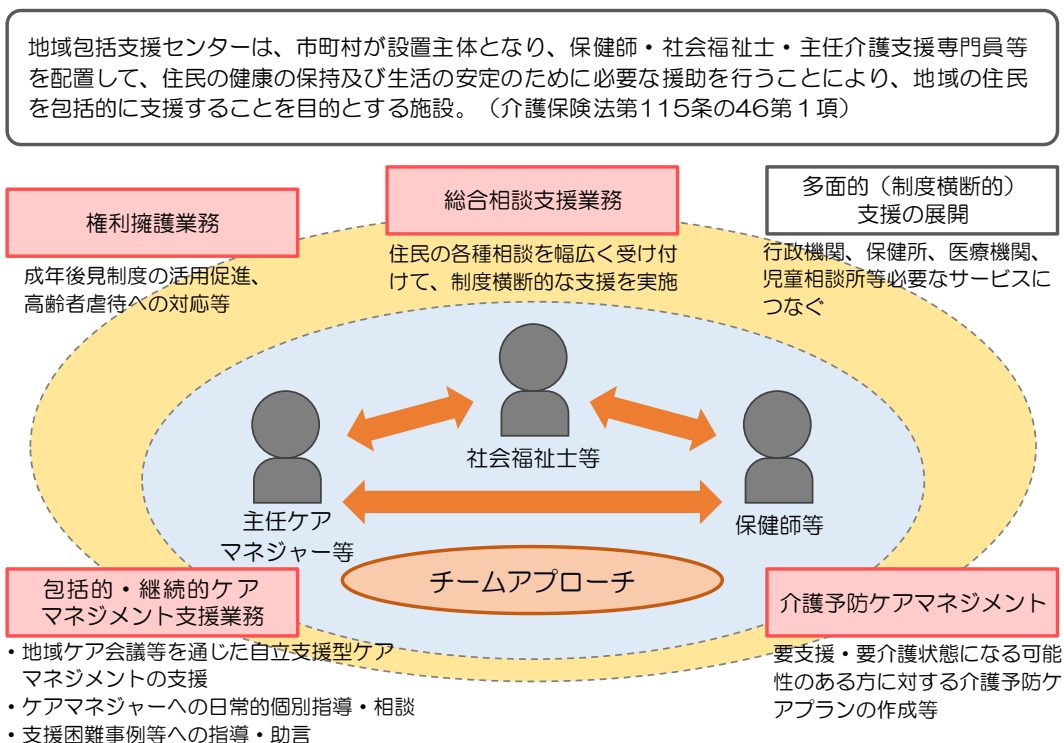 地域包括支援センターは、市町村が設置主体となり、保健師・社会福祉士・主任介護支援専門員等
を配置して、住民の健康の保持及び生活の安定のために必要な援助を行うことにより、地域の住民
を包括的に支援することを目的とする施設。（介護保険法第115条の46第１項）
権利擁護業務
成年後見制度の活用促進、
高齢者虐待への対応等
総合相談支援業務
住民の各種相談を幅広く受け付
けて、制度横断的な支援を実施
多面的（制度横断的）
支援の展開
行政機関、保健所、医療機関、
児童相談所等必要なサービスに
つなぐ
社会福祉士等
主任ケア
マネジャー等
保健師等
チームアプローチ
包括的・継続的ケア
マネジメント支援業務
・地域ケア会議等を通じた自立支援型ケア
マネジメントの支援
・ケアマネジャーへの日常的個別指導・相談
・支援困難事例等への指導・助言
介護予防ケアマネジメント
要支援・要介護状態になる可能
性のある方に対する介護予防ケ
アプランの作成等